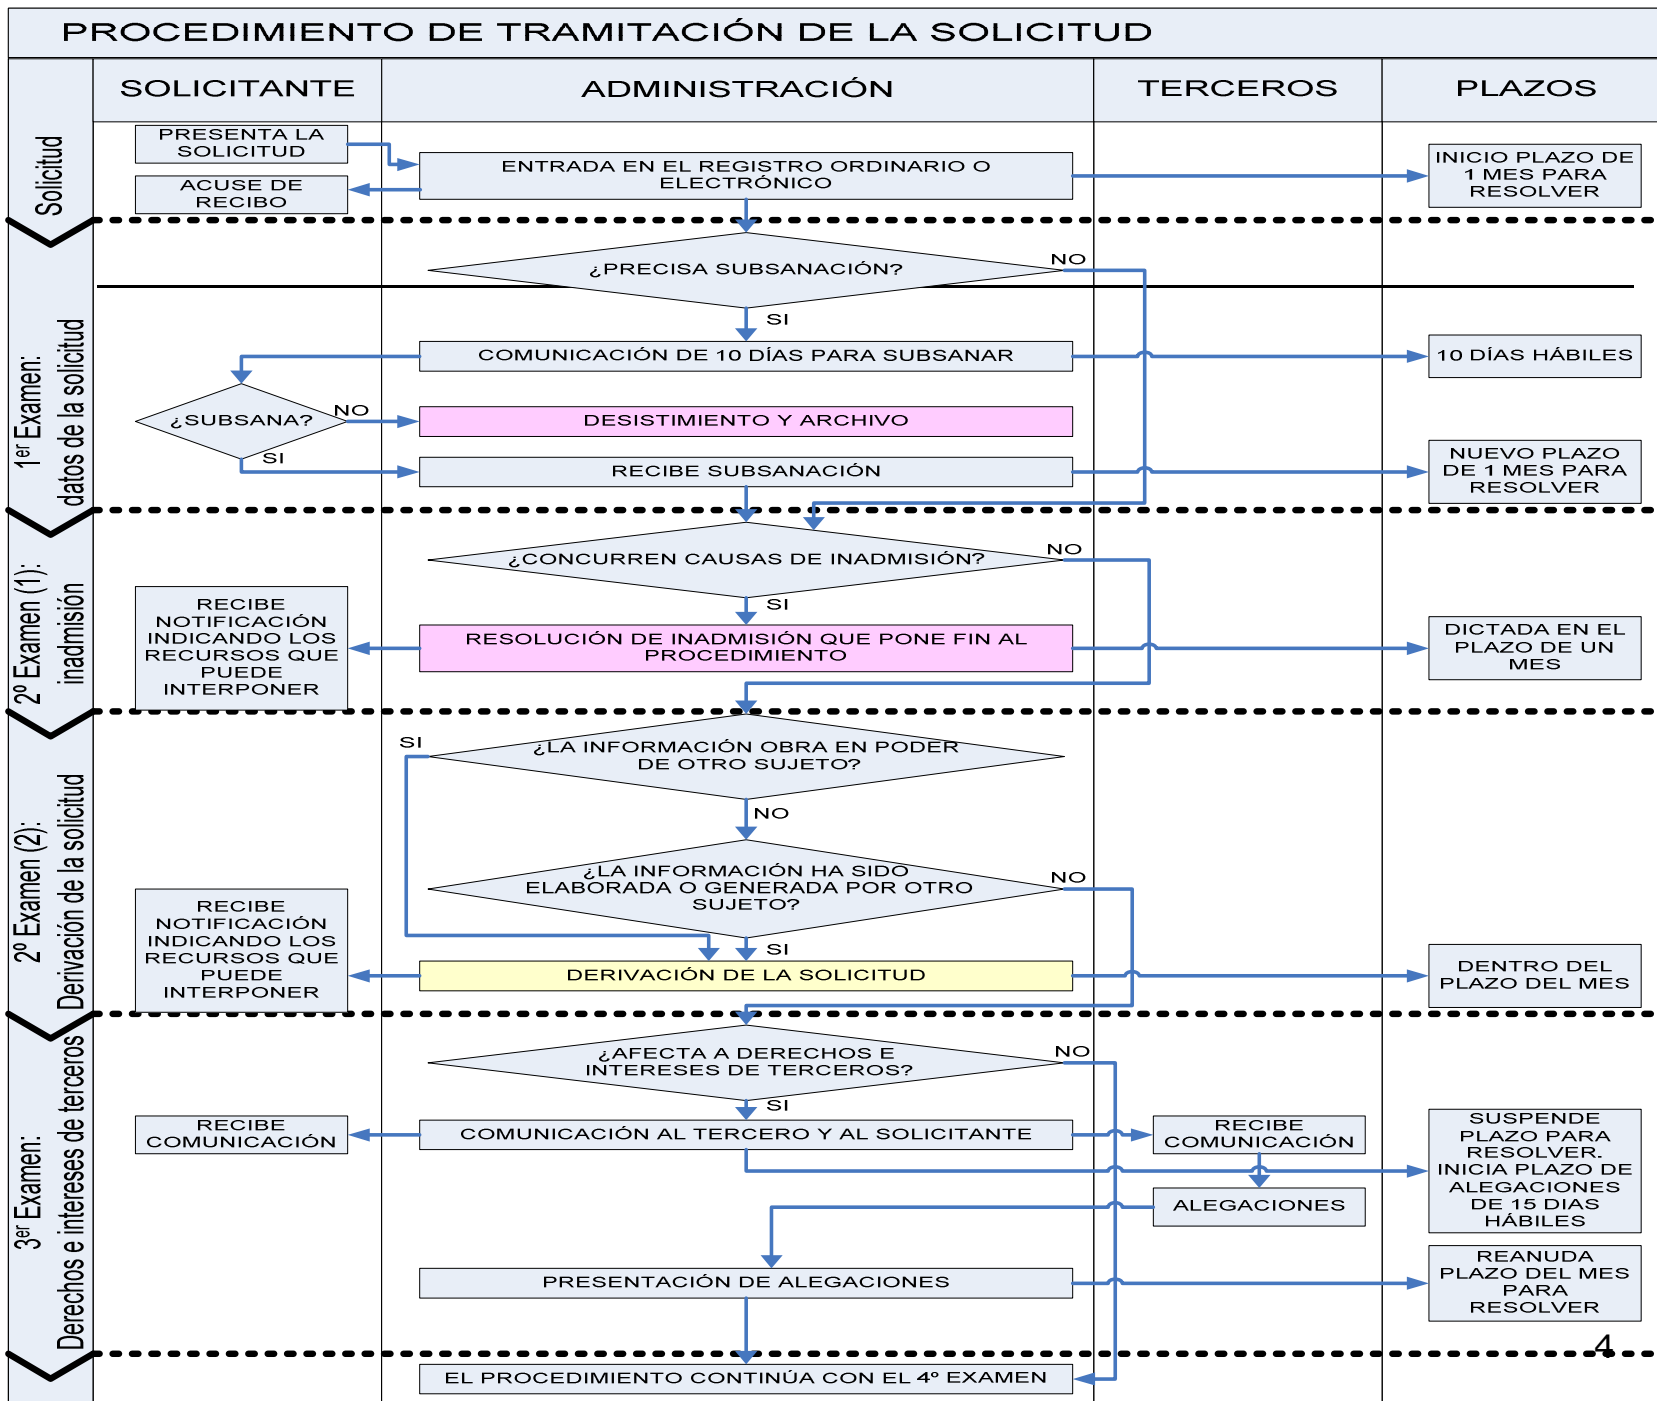 PROCEDIMIENTO DE TRAMITACIÓN DE LA SOLICITUD
SOLICITANTE
ADMINISTRACIÓN
TERCEROS
PLAZOS
Solicitud
PRESENTA LA
SOLICITUD
ENTRADA EN EL REGISTRO ORDINARIO O
ELECTRÓNICO
INICIO PLAZO DE
1 MES PARA
RESOLVER
ACUSE DE
RECIBO
1er Examen:
datos de la solicitud
¿PRECISA SUBSANACIÓN?
NO
SI
COMUNICACIÓN DE 10 DÍAS PARA SUBSANAR
10 DÍAS HÁBILES
¿SUBSANA?
NO
DESISTIMIENTO Y ARCHIVO
SI
RECIBE SUBSANACIÓN
NUEVO PLAZO
DE 1 MES PARA
RESOLVER
2º Examen (1):
inadmisión
¿CONCURREN CAUSAS DE INADMISIÓN?
NO
SI
RECIBE
NOTIFICACIÓN
INDICANDO LOS
RECURSOS QUE
PUEDE
INTERPONER
RESOLUCIÓN DE INADMISIÓN QUE PONE FIN AL
PROCEDIMIENTO
DICTADA EN EL
PLAZO DE UN
MES
2º Examen (2):
Derivación de la solicitud
SI
¿LA INFORMACIÓN OBRA EN PODER
DE OTRO SUJETO?
NO
¿LA INFORMACIÓN HA SIDO
ELABORADA O GENERADA POR OTRO
SUJETO?
NO
SI
RECIBE
NOTIFICACIÓN
INDICANDO LOS
RECURSOS QUE
PUEDE
INTERPONER
DERIVACIÓN DE LA SOLICITUD
DENTRO DEL
PLAZO DEL MES
3er Examen:
Derechos e intereses de terceros
¿AFECTA A DERECHOS E
INTERESES DE TERCEROS?
NO
SI
RECIBE
COMUNICACIÓN
COMUNICACIÓN AL TERCERO Y AL SOLICITANTE
RECIBE
COMUNICACIÓN
SUSPENDE
PLAZO PARA
RESOLVER.
INICIA PLAZO DE
ALEGACIONES
DE 15 DIAS
HÁBILES
ALEGACIONES
PRESENTACIÓN DE ALEGACIONES
REANUDA
PLAZO DEL MES
PARA
RESOLVER
4
EL PROCEDIMIENTO CONTINÚA CON EL 4º EXAMEN